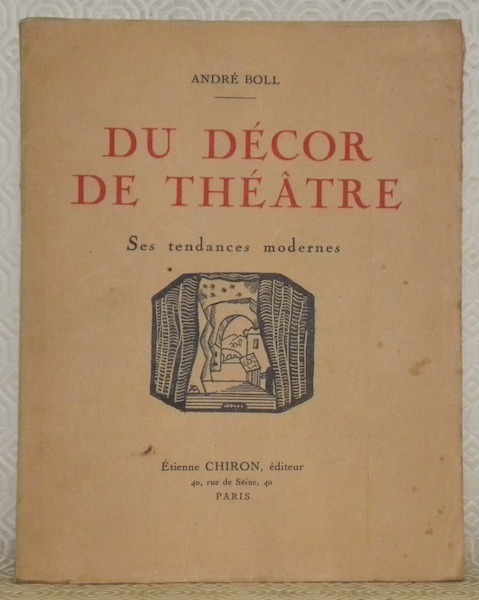 ANDRÉ BOLL
DU DÉCOR
DE THÉÂTRE
Ses tendances modernes
Étienne CHIRON, éditeur
40, rue de Seine, 40
PARIS